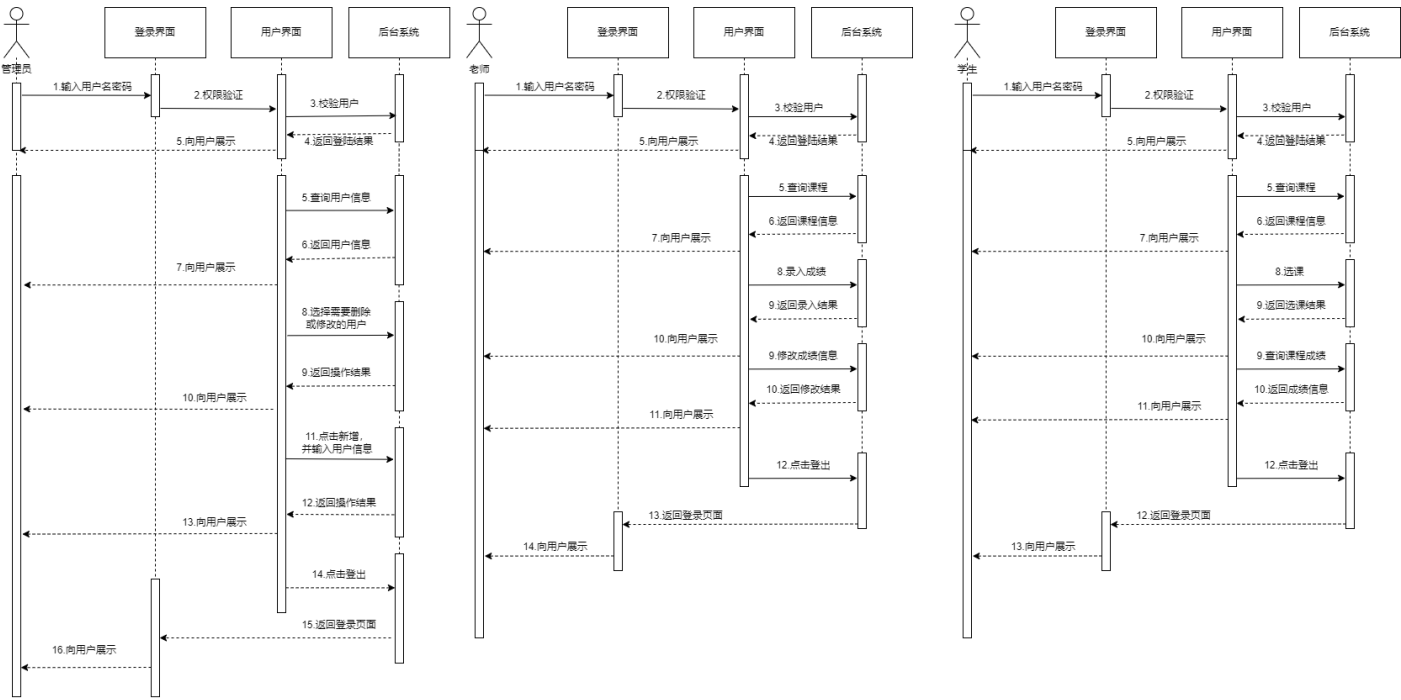 管理员
登录界面
用户界面
后台系统
1.输入用户名密码
2.权限验证
3.校验用户
4.返回登陆结果
5.向用户展示
5.查询用户信息
6.返回用户信息
7.向用户展示
8.选择需要删除
或修改的用户
9.返回操作结果
10.向用户展示
11.点击新增,
并输入用户信息
12.返回操作结果
13.向用户展示
14.点击登出
15.返回登录页面
16.向用户展示
老师
登录界面
用户界面
后台系统
1.输入用户名密码
2.权限验证
3.校验用户
4.返回登陆结果
5.向用户展示
5.查询课程
6.返回课程信息
7.向用户展示
8.录入成绩
9.返回录入结果
10.向用户展示
9.修改成绩信息
10.返回修改结果
11.向用户展示
12.点击登出
13.返回登录页面
14.向用户展示
学生
登录界面
用户界面
后台系统
1.输入用户名密码
2.权限验证
3.校验用户
4.返回登陆结果
5.向用户展示
5.查询课程
6.返回课程信息
7.向用户展示
8.选课
9.返回选课结果
10.向用户展示
9.查询课程成绩
10.返回成绩信息
11.向用户展示
12.点击登出
12.返回登录页面
13.向用户展示